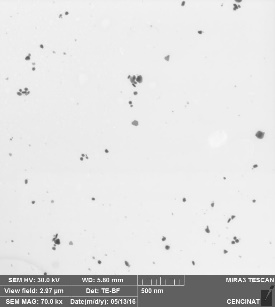 SEM HV: 30.0 kV WD: 5.60 mm MIRA3 TESCAN
View field: 2.97 µm Det: TE-BF 500 nm
SEM MAG: 70.0 kx Date(m/d/y): 05/13/16 CENCINAT